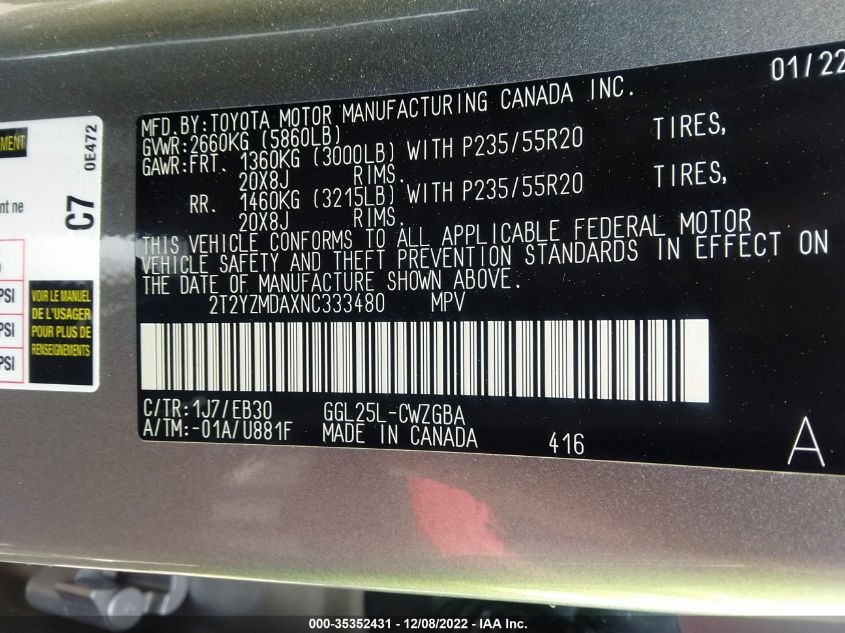 01/22
MFD.BY:TOYOTA MOTOR MANUFACTURING CANADA INC.
GVWR:2660KG (5860LB)
GAWR:FRT. 1360KG (3000LB) WITH P235/55R20 TIRES,
20X8J RIMS.
RR. 1460KG (3215LB) WITH P235/55R20 TIRES,
20X8J RIMS.
THIS VEHICLE CONFORMS TO ALL APPLICABLE FEDERAL MOTOR
VEHICLE SAFETY AND THEFT PREVENTION STANDARDS IN EFFECT ON
THE DATE OF MANUFACTURE SHOWN ABOVE.
2T2YZMDAXNC333480 MPV
C/TR:1J7/EB30 GGL25L-CWZGBA
A/TM:-01A/U881F MADE IN CANADA 416
A
0E472
C7
nt ne
PSI
PSI
PSI
VOIR LE MANUEL
DE L'USAGER
POUR PLUS DE
RENSEIGNEMENTS
000-35352431 - 12/08/2022 - IAA Inc.